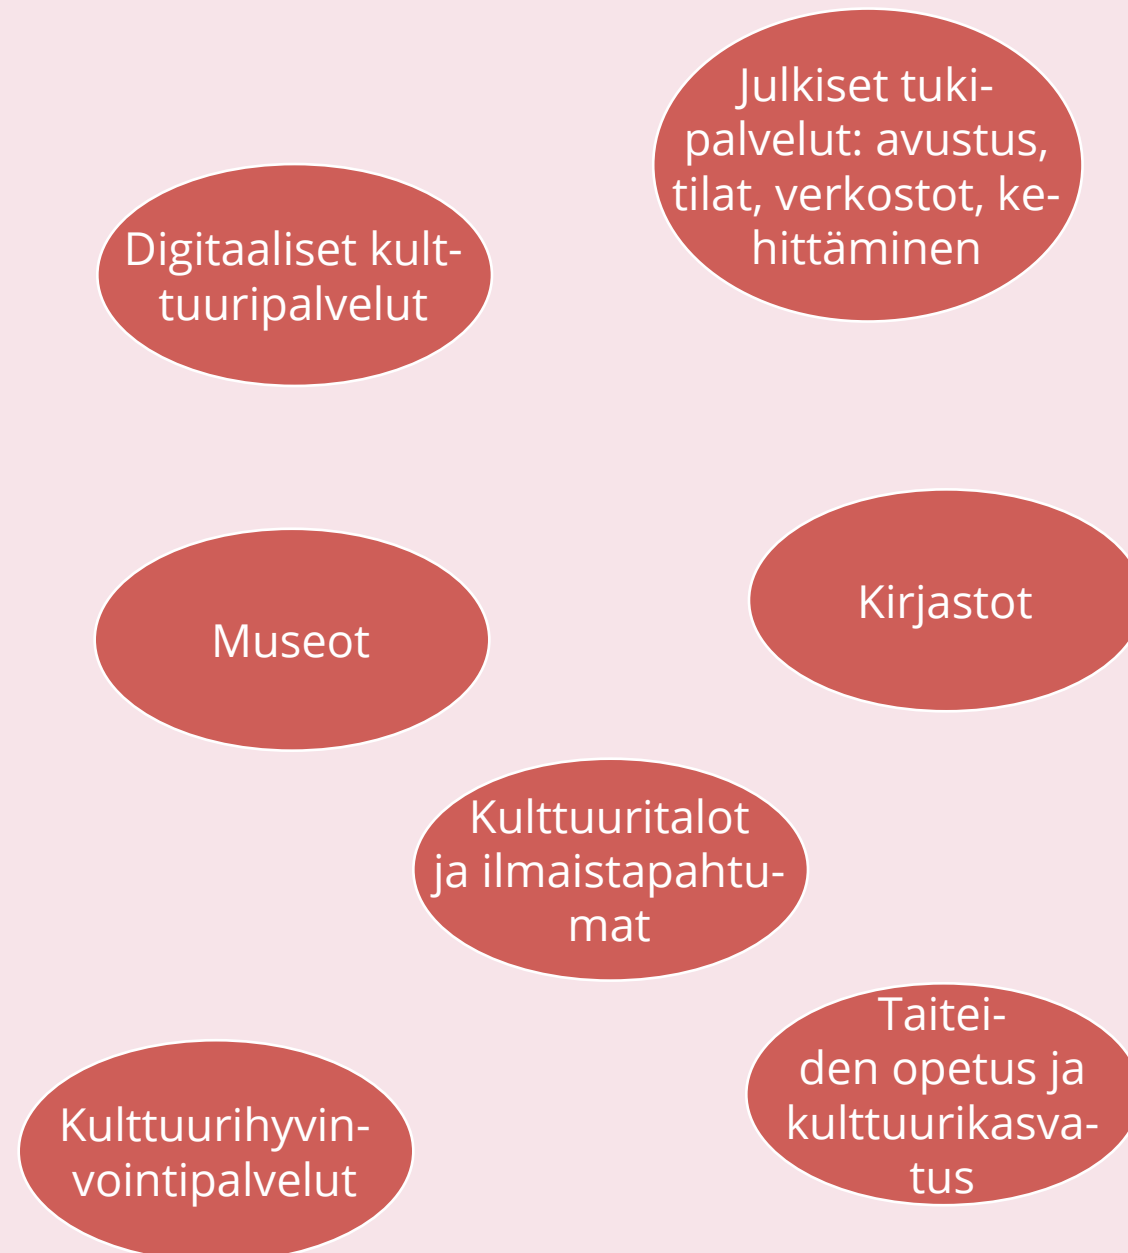 Julkiset tuki-
palvelut: avustus,
tilat, verkostot, ke-
hittäminen
Digitaaliset kult-
tuuripalvelut
Kirjastot
Museot
Kulttuuritalot
ja ilmaistapahtu-
mat
Taitei-
den opetus ja
kulttuurikasva-
tus
Kulttuurihyvin-
vointipalvelut